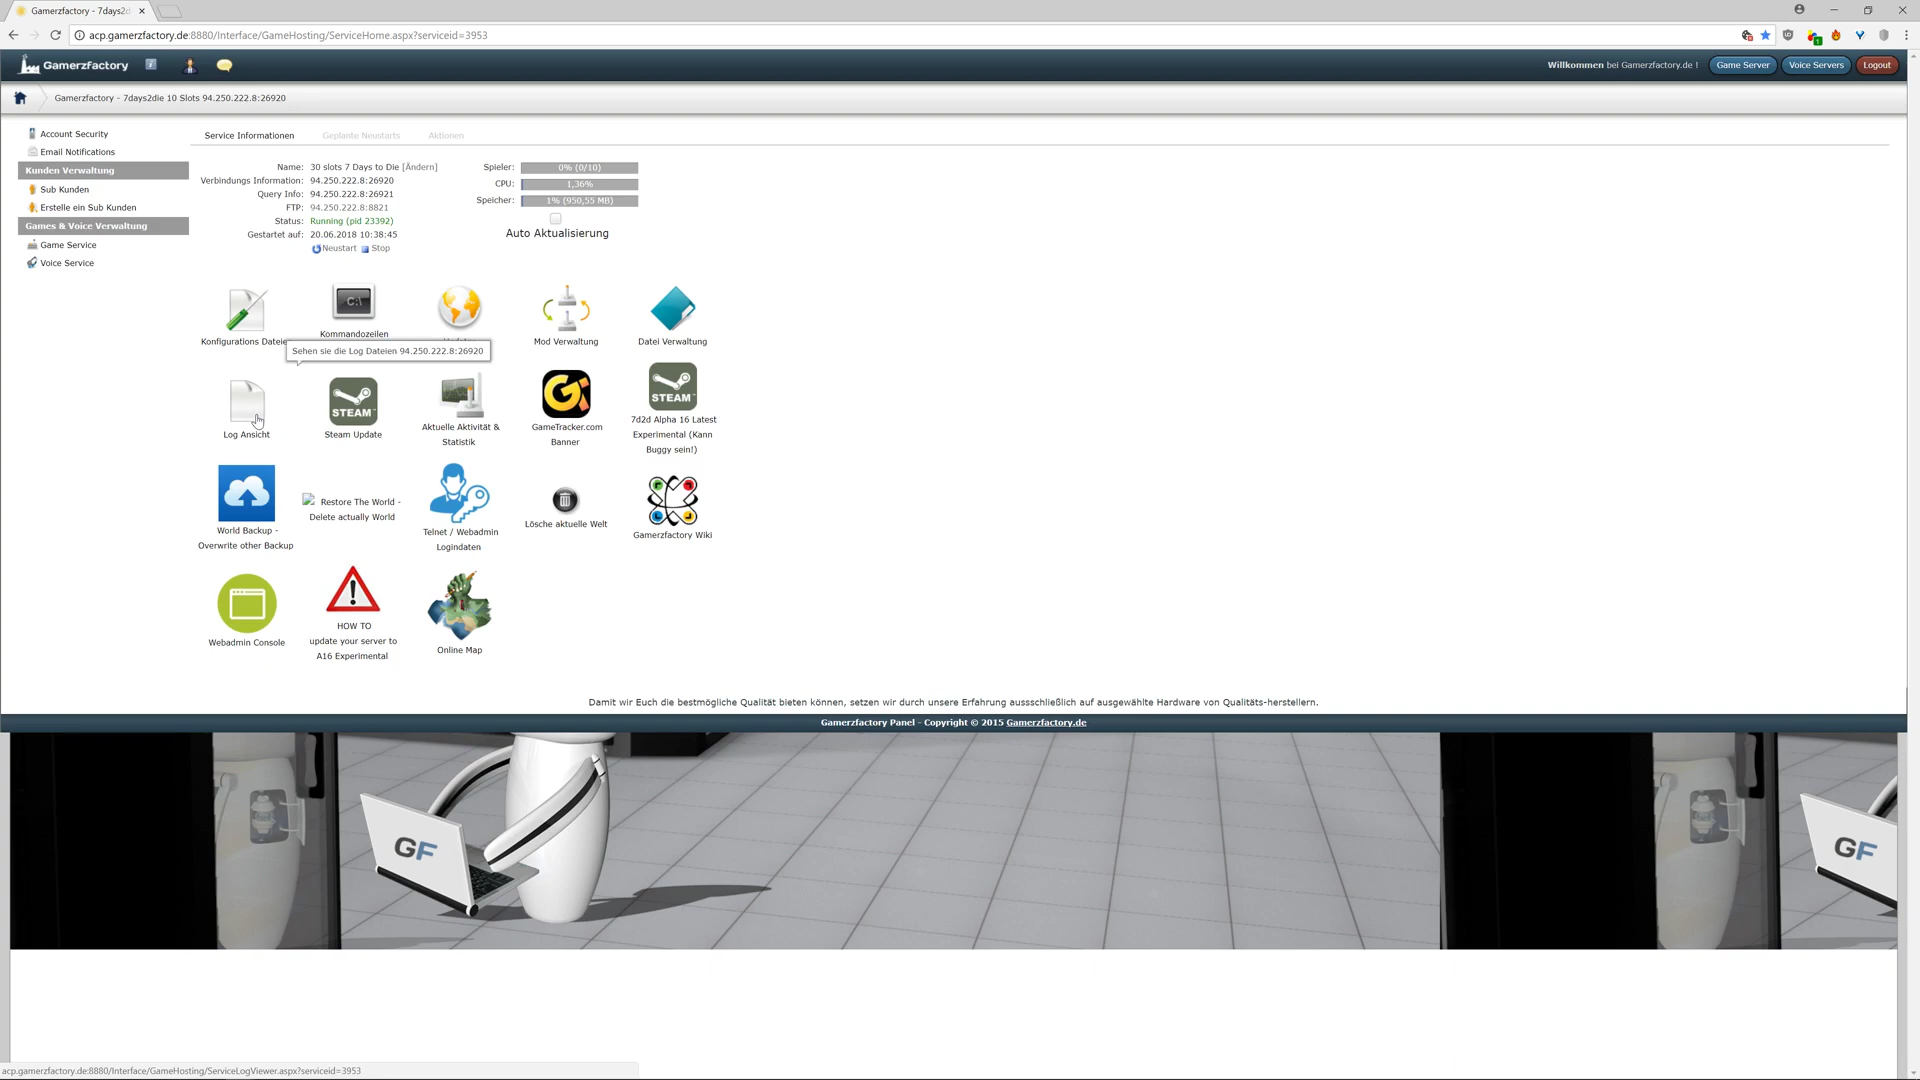 Gamerzfactory - 7days2d
acp.gamerzfactory.de:8880/Interface/GameHosting/ServiceHome.aspx?serviceid=3953
Gamerzfactory
Willkommen bei Gamerzfactory.de !
Game Server
Voice Servers
Logout
Gamerzfactory - 7days2die 10 Slots 94.250.222.8:26920
Account Security
Email Notifications
Kunden Verwaltung
Sub Kunden
Erstelle ein Sub Kunden
Games & Voice Verwaltung
Game Service
Voice Service
Service Informationen
Geplante Neustarts
Aktionen
Name: 30 slots 7 Days to Die [Ändern]
Verbindungs Information: 94.250.222.8:26920
Query Info: 94.250.222.8:26921
FTP: 94.250.222.8:8821
Status: Running (pid 23392)
Gestartet auf: 20.06.2018 10:38:45
Neustart Stop
Spieler: 0% (0/10)
CPU: 1,36%
Speicher: 1% (950,55 MB)
Auto Aktualisierung
Konfigurations Dateie
C:\
Kommandozeilen
Mod Verwaltung
Datei Verwaltung
Sehen sie die Log Dateien 94.250.222.8:26920
Log Ansicht
STEAM
Steam Update
Aktuelle Aktivität &
Statistik
G
GameTracker.com
Banner
STEAM
7d2d Alpha 16 Latest
Experimental (Kann
Buggy sein!)
World Backup -
Overwrite other Backup
Restore The World -
Delete actually World
Telnet / Webadmin
Logindaten
Lösche aktuelle Welt
Gamerzfactory Wiki
Webadmin Console
HOW TO
update your server to
A16 Experimental
Online Map
Damit wir Euch die bestmögliche Qualität bieten können, setzen wir durch unsere Erfahrung aussschließlich auf ausgewählte Hardware von Qualitäts-herstellern.
Gamerzfactory Panel - Copyright © 2015 Gamerzfactory.de
GF
GF
acp.gamerzfactory.de:8880/Interface/GameHosting/ServiceLogViewer.aspx?serviceid=3953